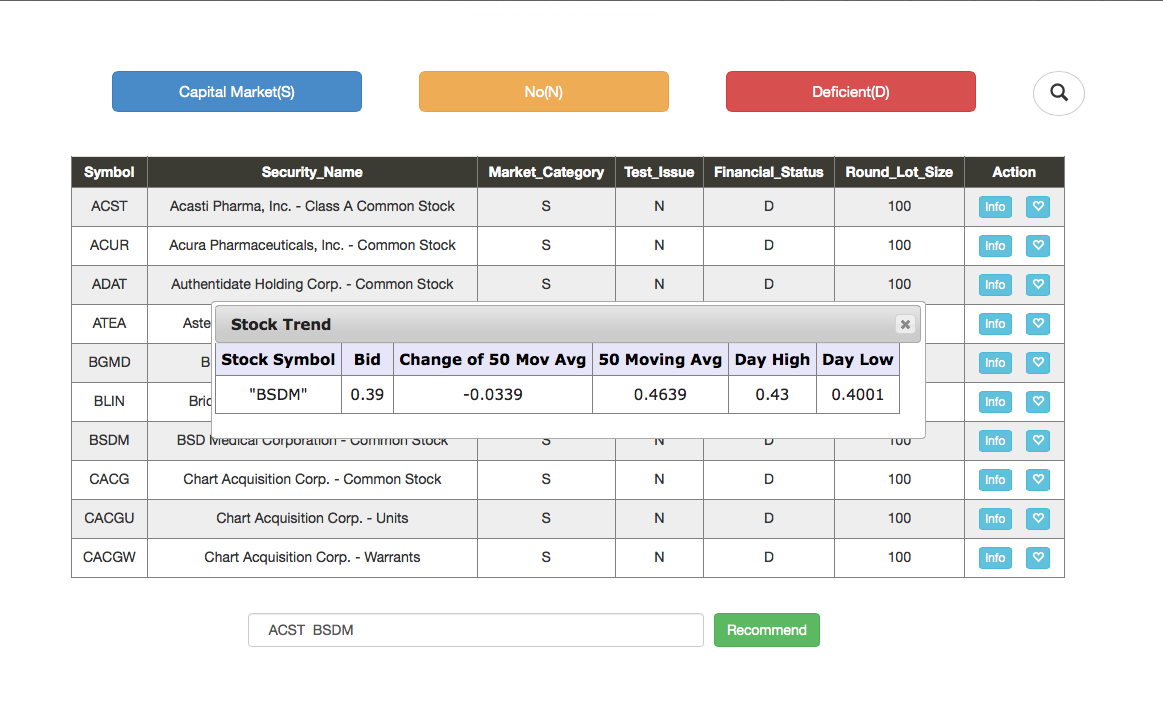 Capital Market(S) No(N) Deficient(D)
Symbol Security_Name Market_Category Test_Issue Financial_Status Round_Lot_Size Action
ACST Acasti Pharma, Inc. - Class A Common Stock S N D 100 Info
ACUR Acura Pharmaceuticals, Inc. - Common Stock S N D 100 Info
ADAT Authentidate Holding Corp. - Common Stock S N D 100 Info
ATEA Aste Info
Stock Trend
BGMD B Info
Stock Symbol Bid Change of 50 Mov Avg 50 Moving Avg Day High Day Low
"BSDM" 0.39 -0.0339 0.4639 0.43 0.4001
BLIN Bric Info
BSDM BSD Medical Corporation - Common Stock S N D 100 Info
CACG Chart Acquisition Corp. - Common Stock S N D 100 Info
CACGU Chart Acquisition Corp. - Units S N D 100 Info
CACGW Chart Acquisition Corp. - Warrants S N D 100 Info
ACST BSDM Recommend